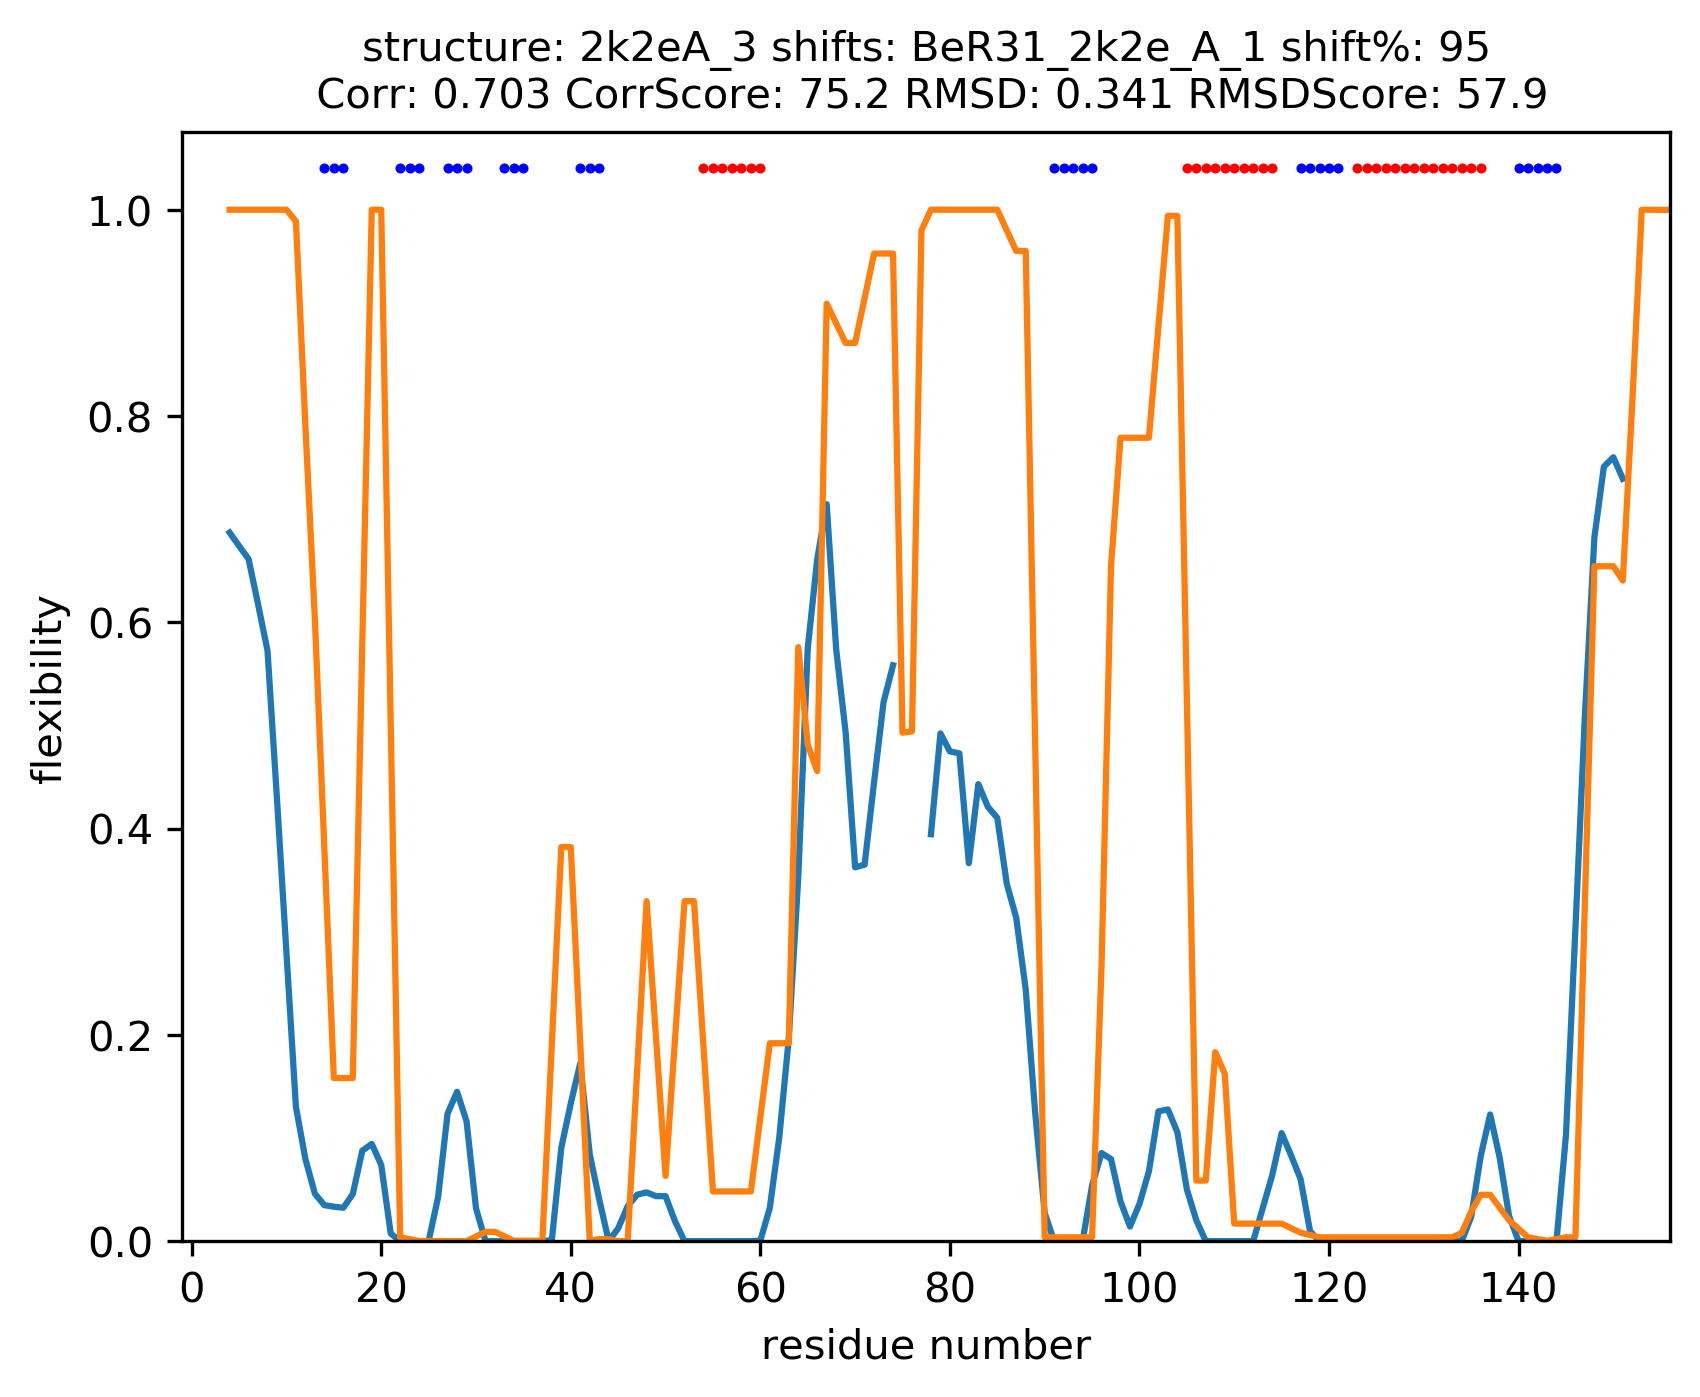 structure: 2k2eA_3 shifts: BeR31_2k2e_A_1 shift%: 95
Corr: 0.703 CorrScore: 75.2 RMSD: 0.341 RMSDScore: 57.9
1.0
0.8
0.6
0.4
0.2
0.0
flexibility
0 20 40 60 80 100 120 140
residue number